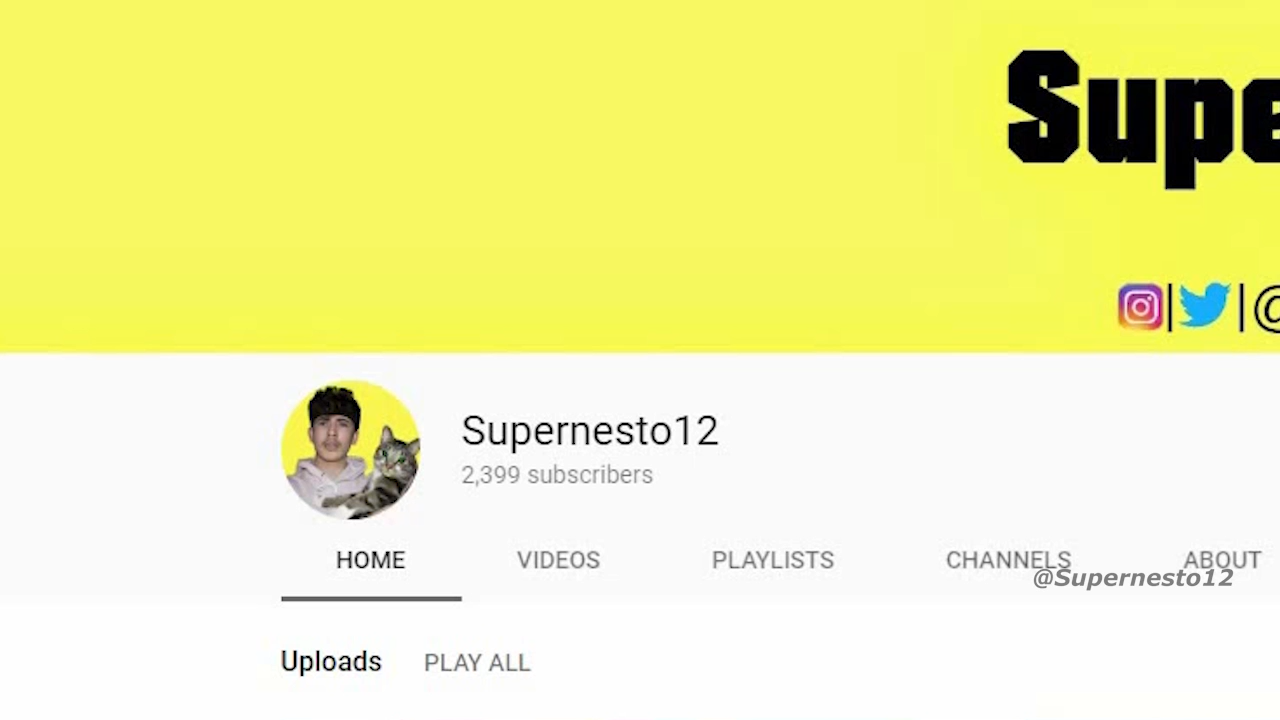 Supe
| | @
Supernesto12
2,399 subscribers
HOME VIDEOS PLAYLISTS CHANNELS ABOUT
@Supernesto12
Uploads PLAY ALL